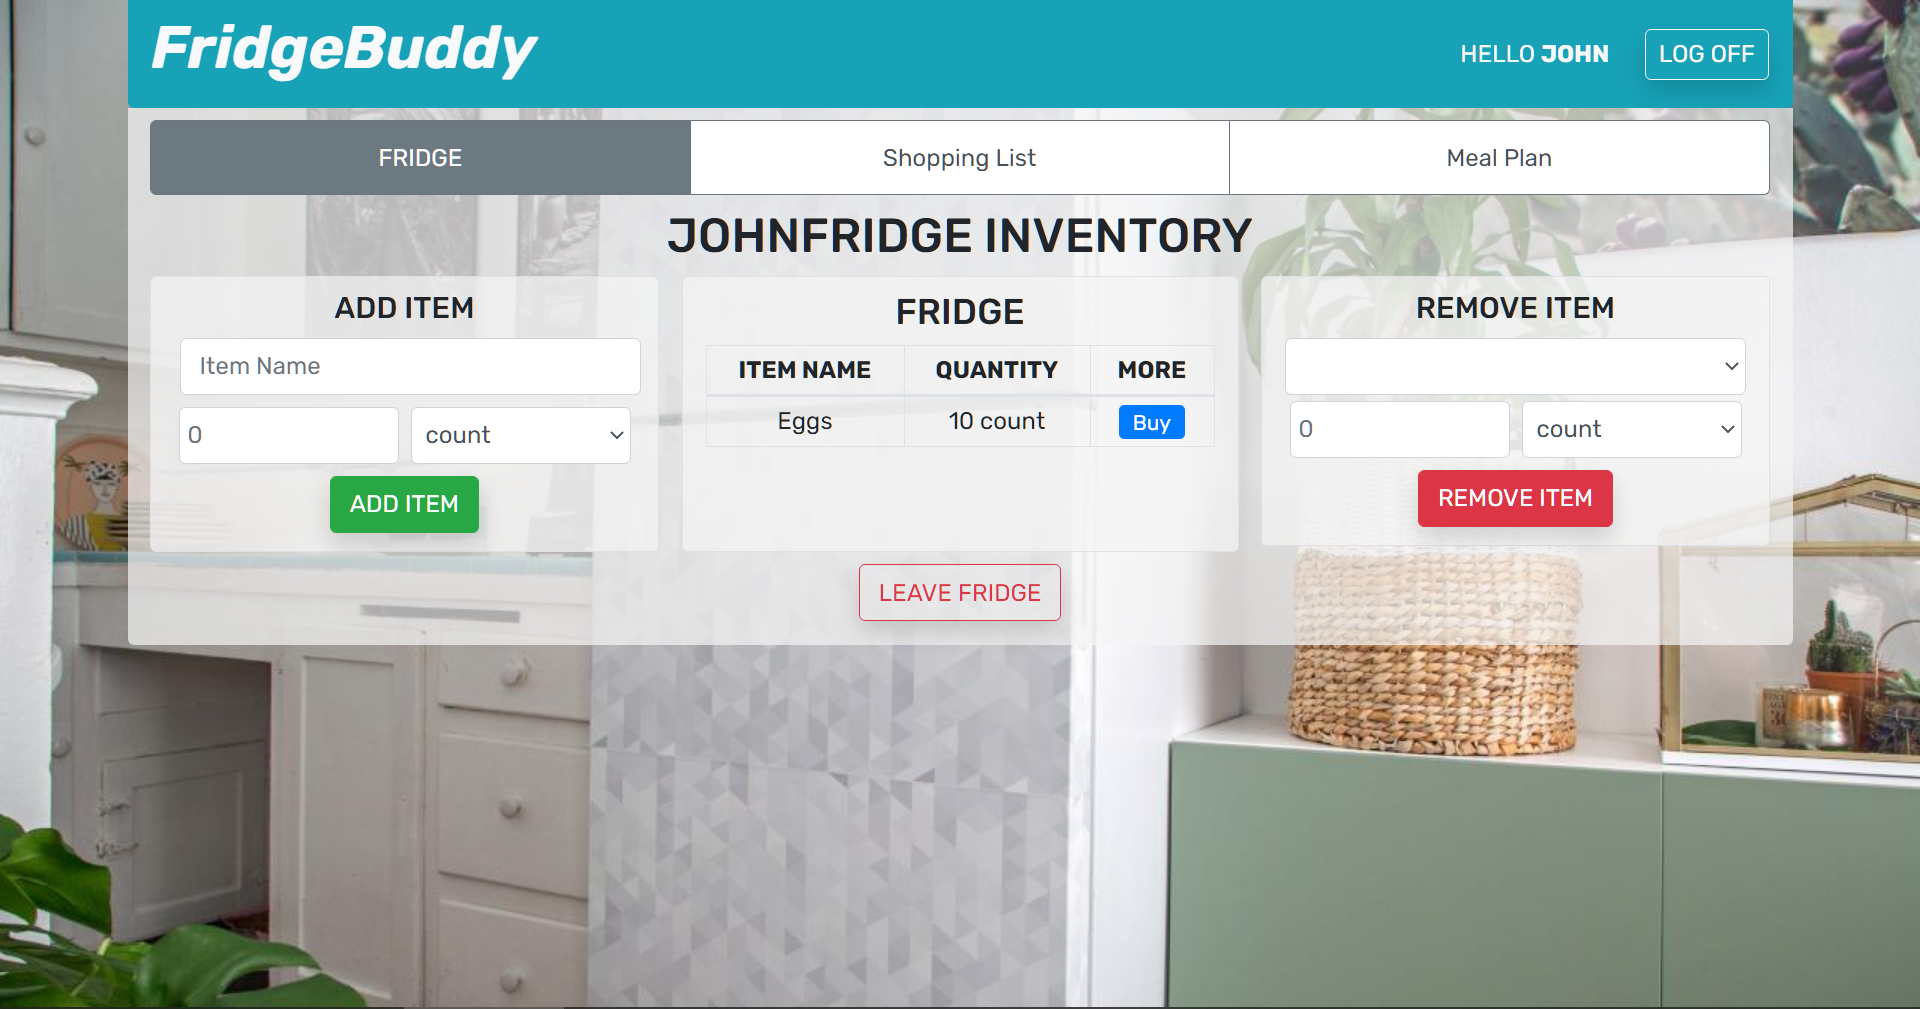 FridgeBuddy
HELLO JOHN
LOG OFF
FRIDGE
Shopping List
Meal Plan
JOHNFRIDGE INVENTORY
ADD ITEM
Item Name
0
count
ADD ITEM
FRIDGE
ITEM NAME QUANTITY MORE
Eggs 10 count Buy
REMOVE ITEM
0
count
REMOVE ITEM
LEAVE FRIDGE